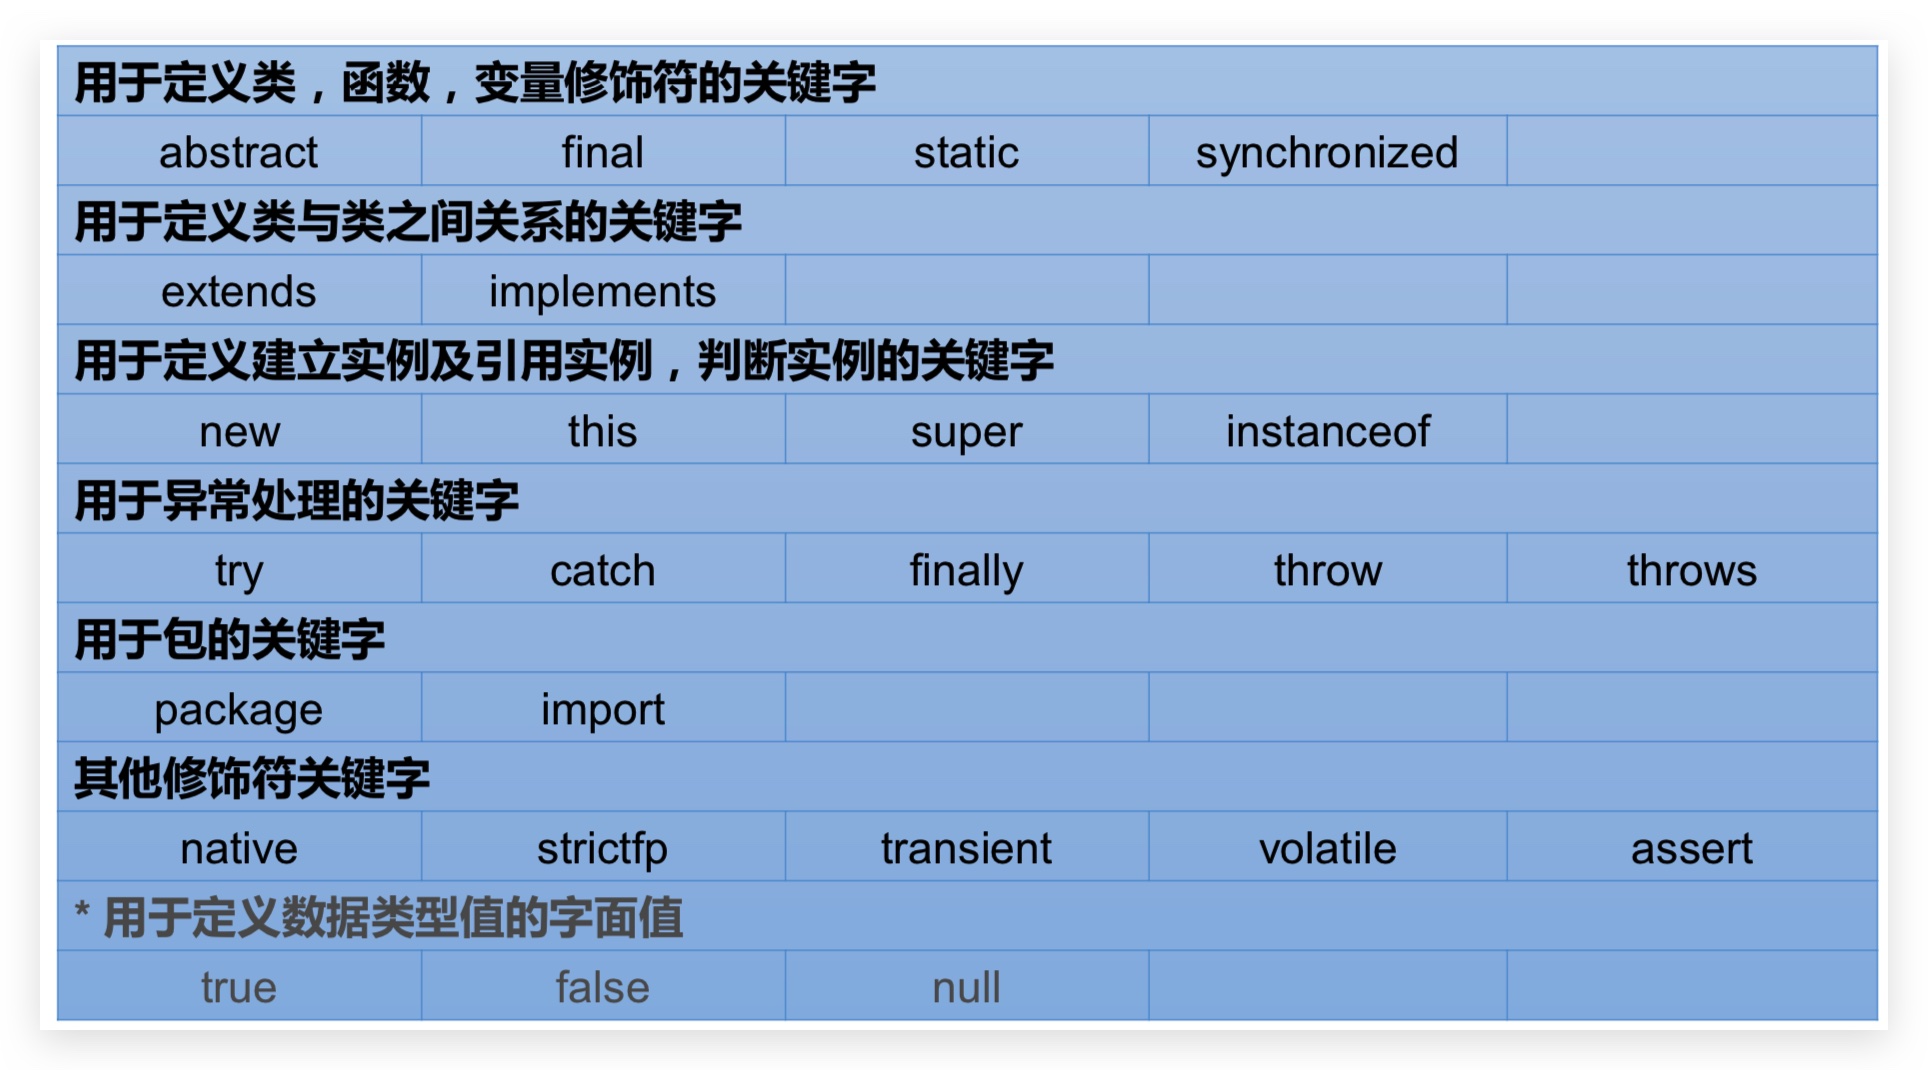 用于定义类，函数，变量修饰符的关键字
abstract final static synchronized
用于定义类与类之间关系的关键字
extends implements
用于定义建立实例及引用实例，判断实例的关键字
new this super instanceof
用于异常处理的关键字
try catch finally throw throws
用于包的关键字
package import
其他修饰符关键字
native strictfp transient volatile assert
* 用于定义数据类型值的字面值
true false null